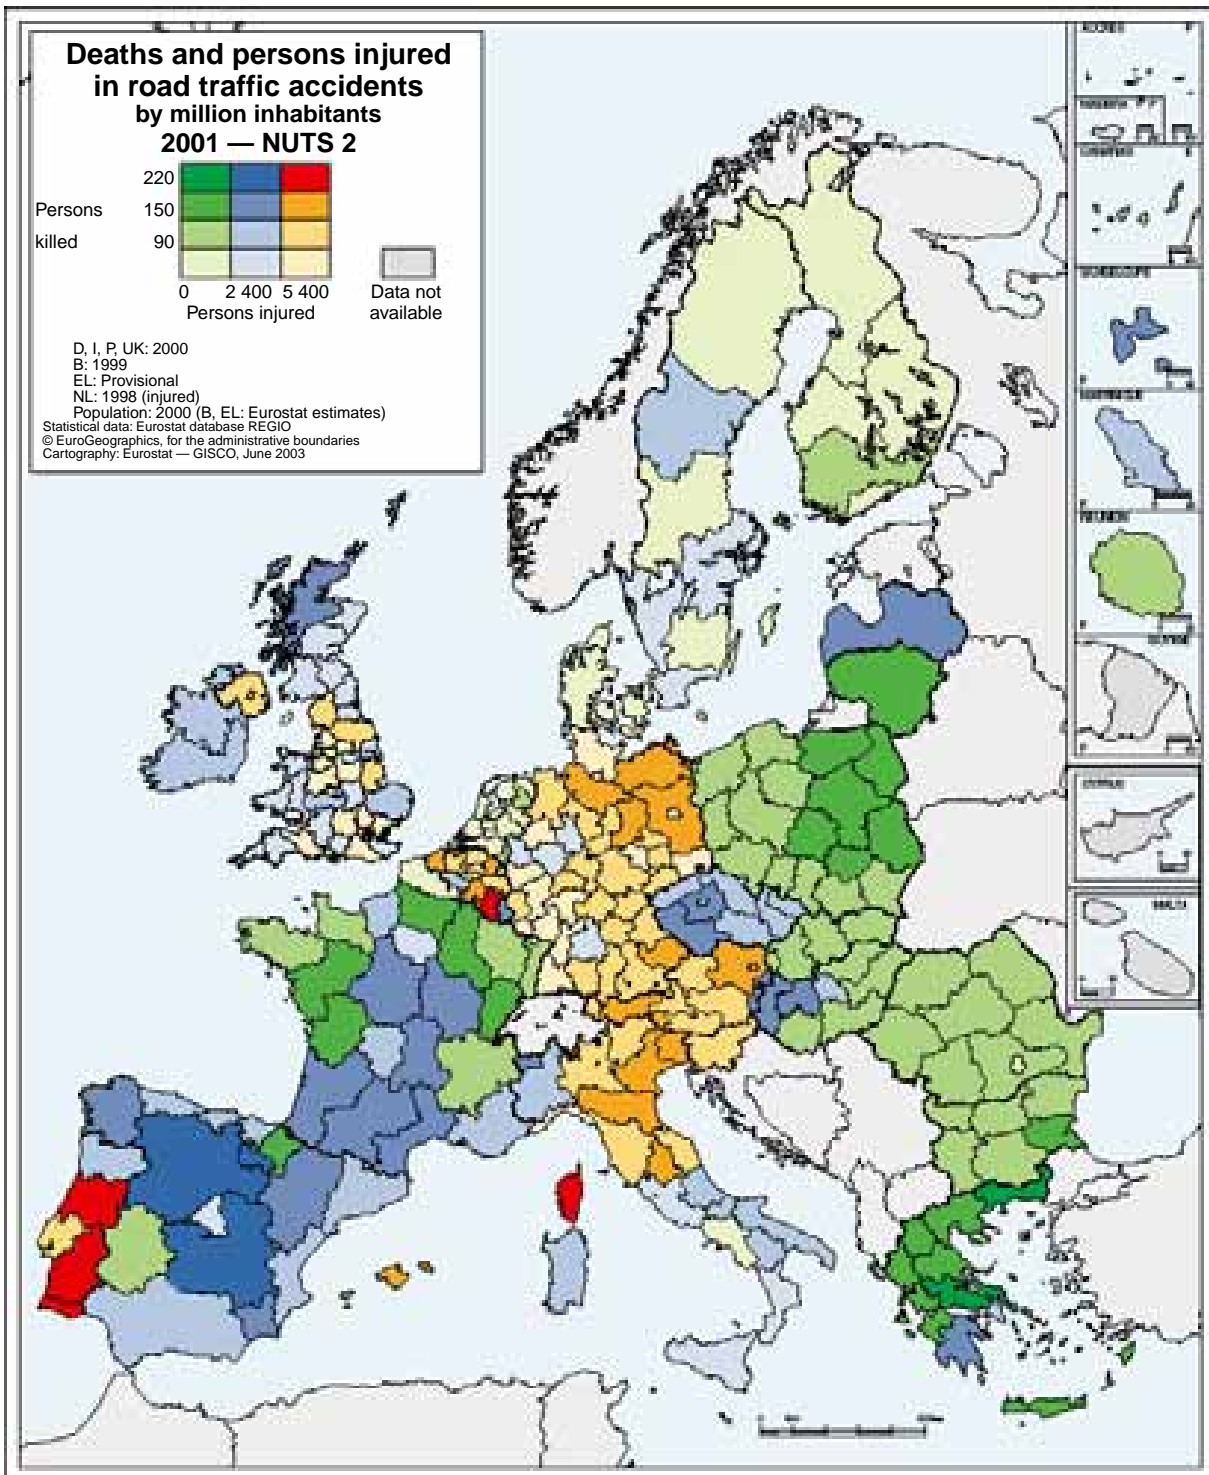 Deaths and persons injured
in road traffic accidents
by million inhabitants
2001 — NUTS 2
220
Persons 150
killed 90
0 2 400 5 400
Persons injured
Data not
available
D, I, P, UK: 2000
B: 1999
EL: Provisional
NL: 1998 (injured)
Population: 2000 (B, EL: Eurostat estimates)
Statistical data: Eurostat database REGIO
© EuroGeographics, for the administrative boundaries
Cartography: Eurostat — GISCO, June 2003